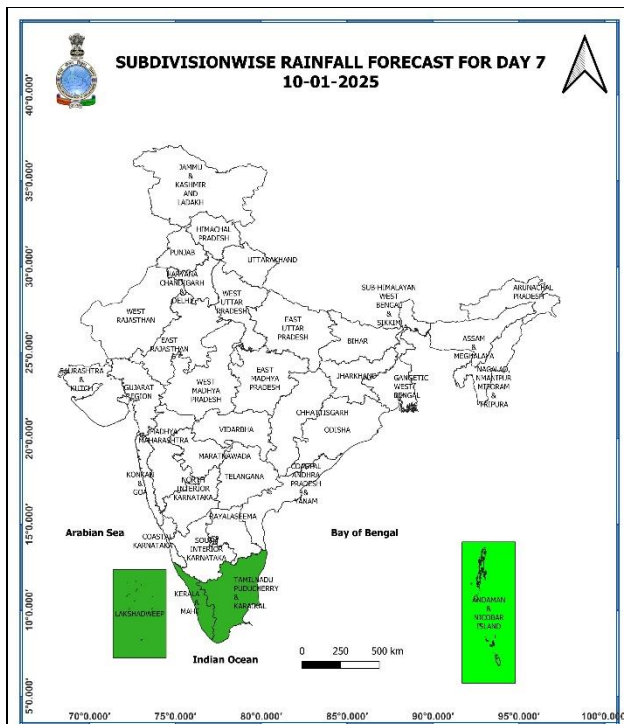 SUBDIVISIONWISE RAINFALL FORECAST FOR DAY 7
10-01-2025
40°0.000'
35°0.000'
30°0.000'
25°0.000'
20°0.000'
15°0.000'
10°0.000'
5°0.000'
JAMMU
&
KASHMIR
AND
LADAKH
HIMACHAL
PRADESH
PUNJAB
UTTARAKHAND
HARYANA
CHANDIGARH
&
DELHI
WEST
UTTAR
PRADESH
WEST
RAJASTHAN
EAST
RAJASTHAN
EAST
UTTAR
PRADESH
SUB-HIMALAYAN
WEST
BENGAL
&
SIKKIM
ARUNACHAL
PRADESH
BIHAR
ASSAM
&
MEGHALAYA
SAURASHTRA
&
KUTCH
GUJARAT
REGION
WEST
MADHYA
PRADESH
EAST
MADHYA
PRADESH
JHARKHAND
GANGETIC
WEST
BENGAL
MIZORAM
&
TRIPURA
CHHATTISGARH
ODISHA
MADHYA
MAHARASHTRA
VIDARBHA
MARATHWADA
KONKAN
&
GOA
NORTH
INTERIOR
KARNATAKA
TELANGANA
COASTAL
ANDHRA
PRADESH
&
YANAM
RAYALASEEMA
Arabian Sea
Bay of Bengal
COASTAL
KARNATAKA
SOUTH
INTERIOR
KARNATAKA
LAKSHADWEEP
KERALA
&
MAHE
TAMILNADU
PUDUCHERRY
&
KARAIKAL
ANDAMAN
&
NICOBAR
ISLAND
Indian Ocean
0 250 500 km
70°0.000' 75°0.000' 80°0.000' 85°0.000' 90°0.000' 95°0.000' 100°0.0